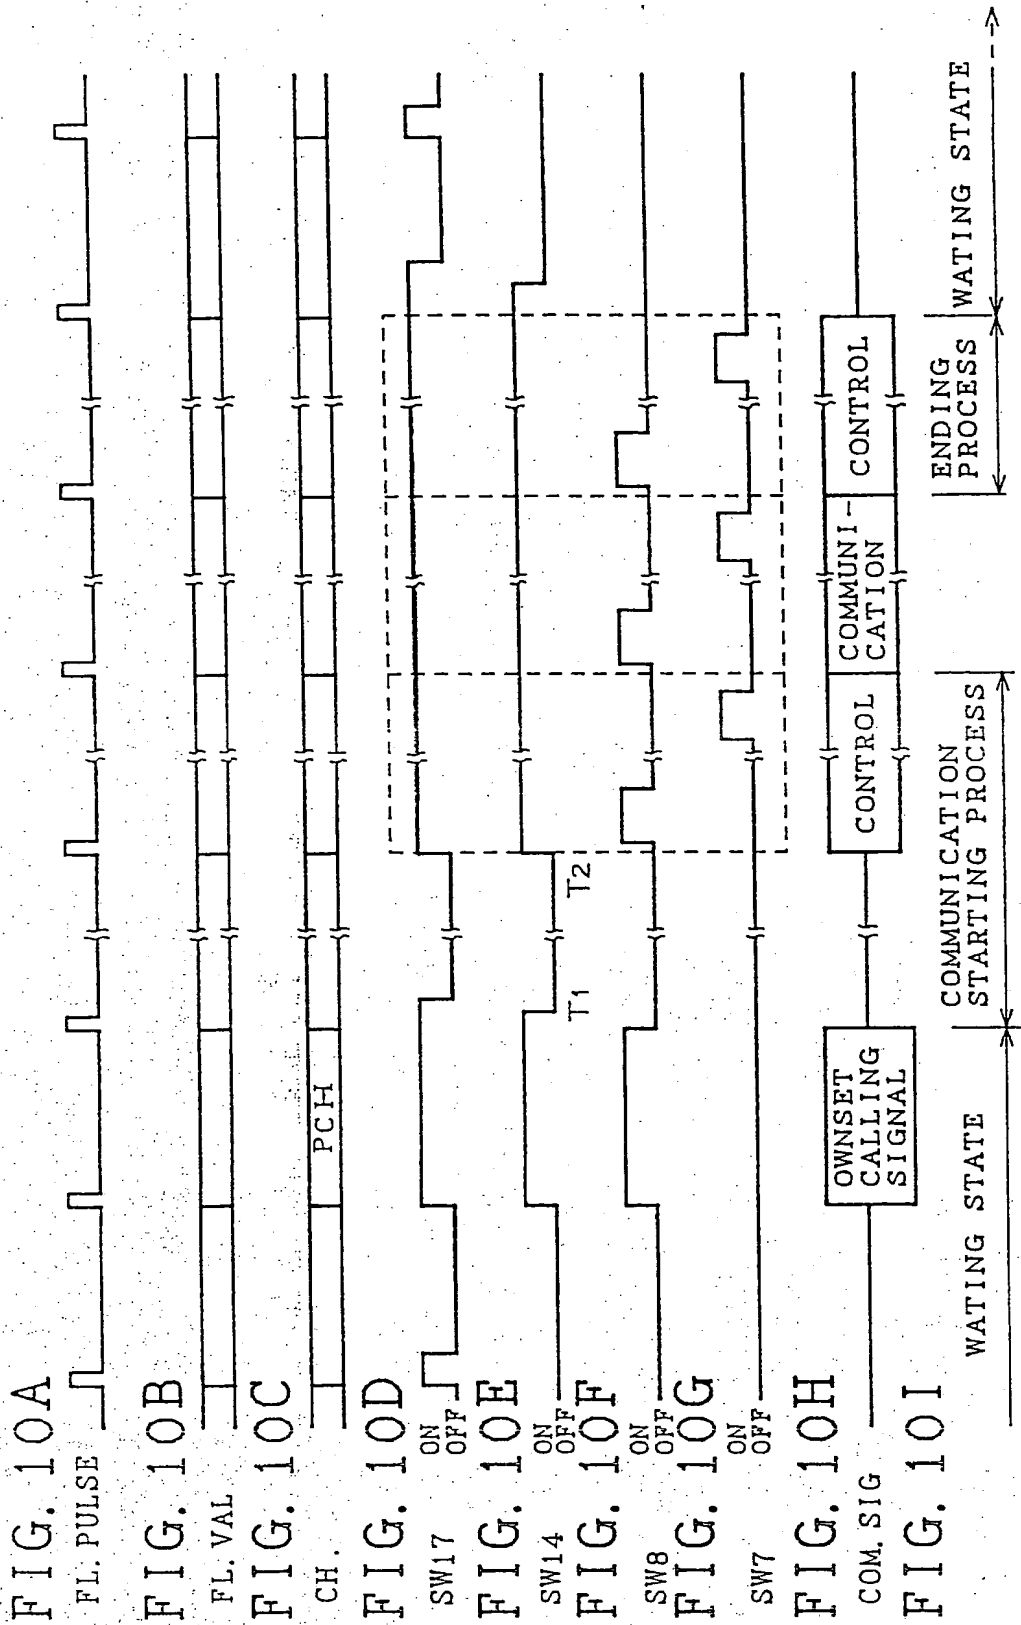 FIG. 10A
FL. PULSE
FIG. 10B
FL. VAL
FIG. 10C
CH.
PCH
FIG. 10D
SW17
ON
OFF
FIG. 10E
SW14
ON
OFF
T1
T2
FIG. 10F
SW8
ON
OFF
FIG. 10G
SW7
ON
OFF
FIG. 10H
COM. SIG
OWNSET
CALLING
SIGNAL
CONTROL
COMMUNI-
CATION
CONTROL
FIG. 10I
WATING STATE
COMMUNICATION
STARTING PROCESS
ENDING
PROCESS
WATING STATE